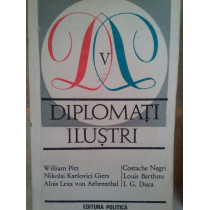 V
DIPLOMAȚI
ILUȘTRI
William Pitt
Nikolai Karlovici Giers
Alois Lexa von Aehrenthal
Costache Negri
Louis Barthou
I. G. Duca
EDITURA POLITICĂ